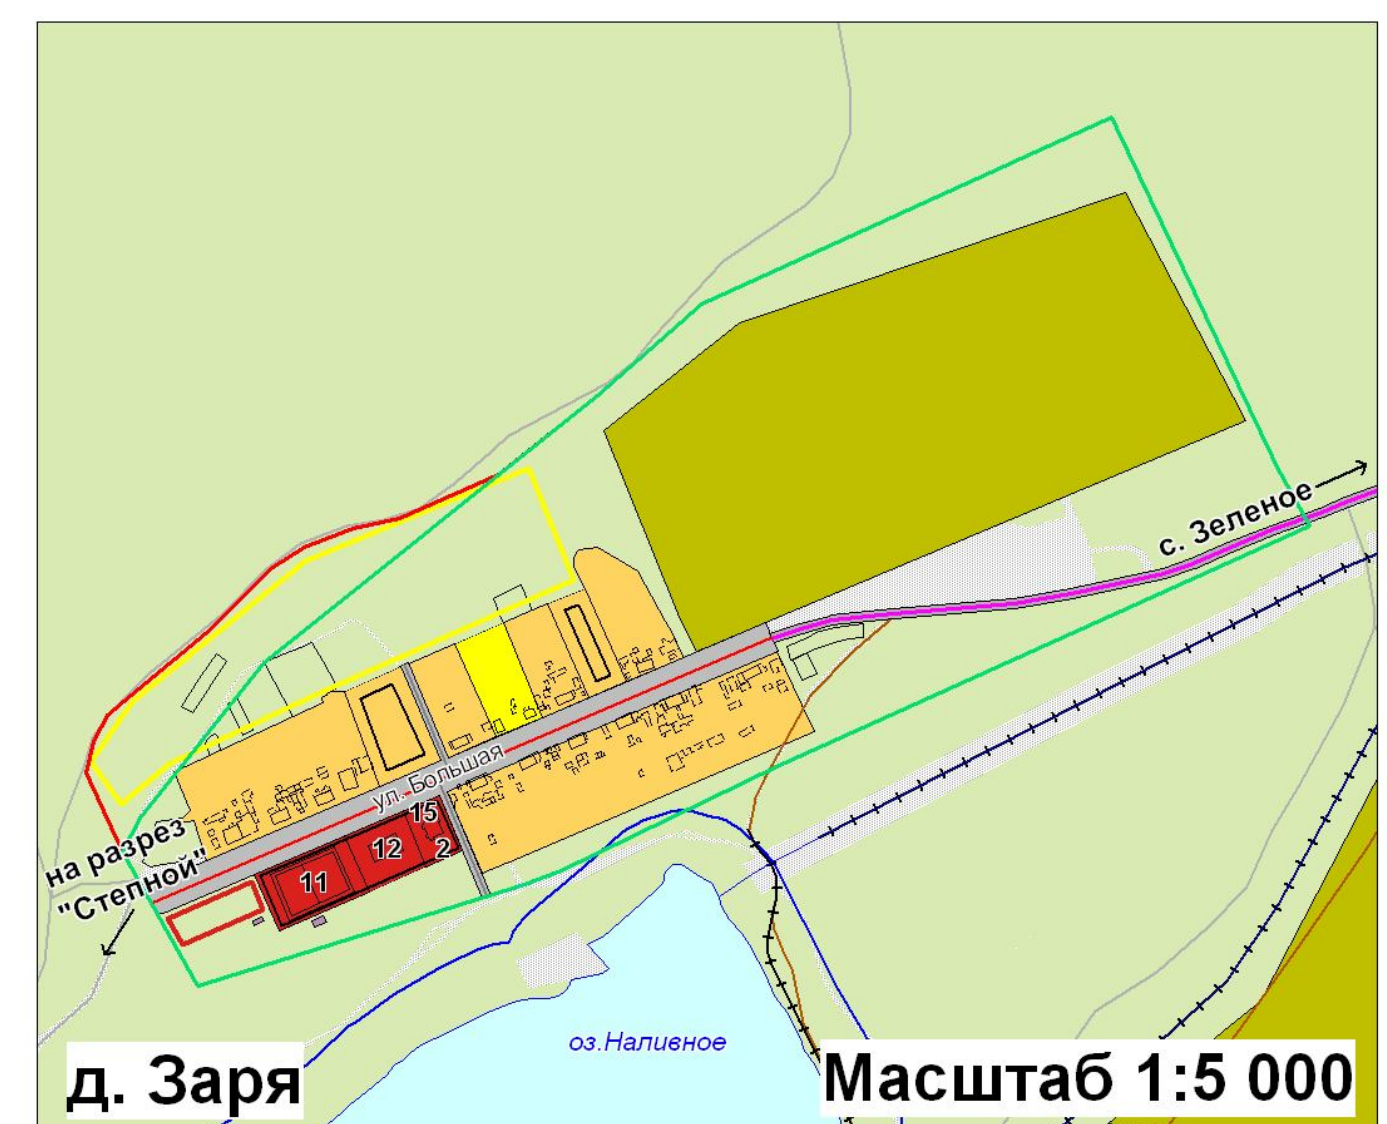 с. Зеленое
ул. Большая
15
12
2
11
на разрез
"Степной"
оз.Наливное
д. Заря
Масштаб 1:5 000